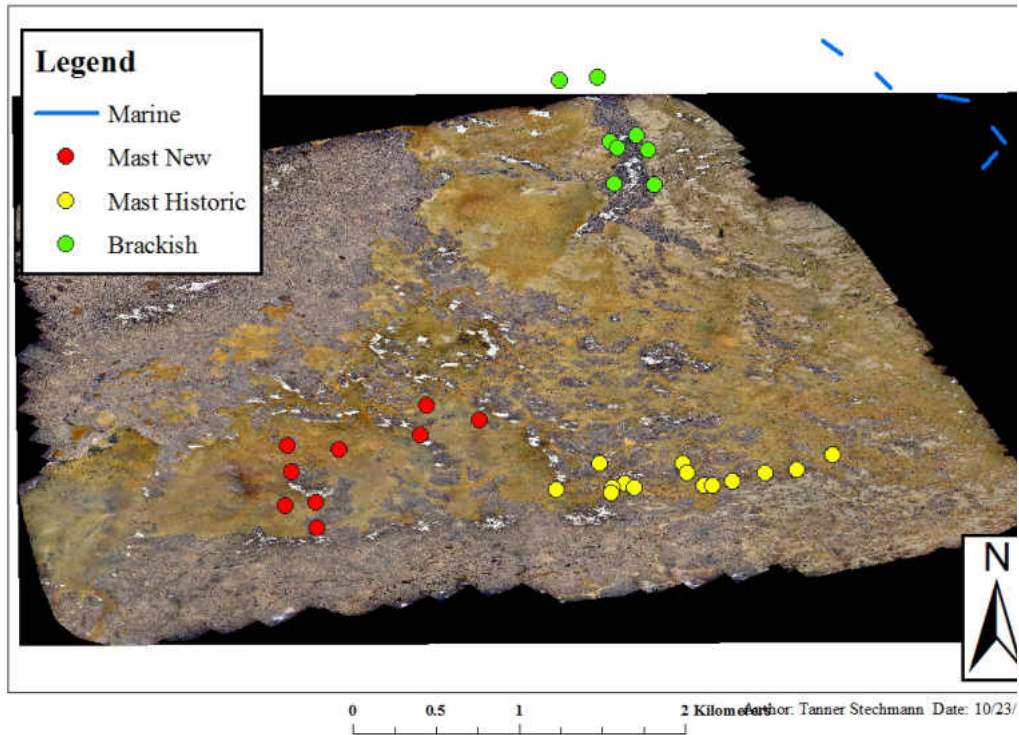 Legend
Marine
Mast New
Mast Historic
Brackish
N
0 0.5 1 2 Kilometers
Author: Tanner Stechmann Date: 10/23/